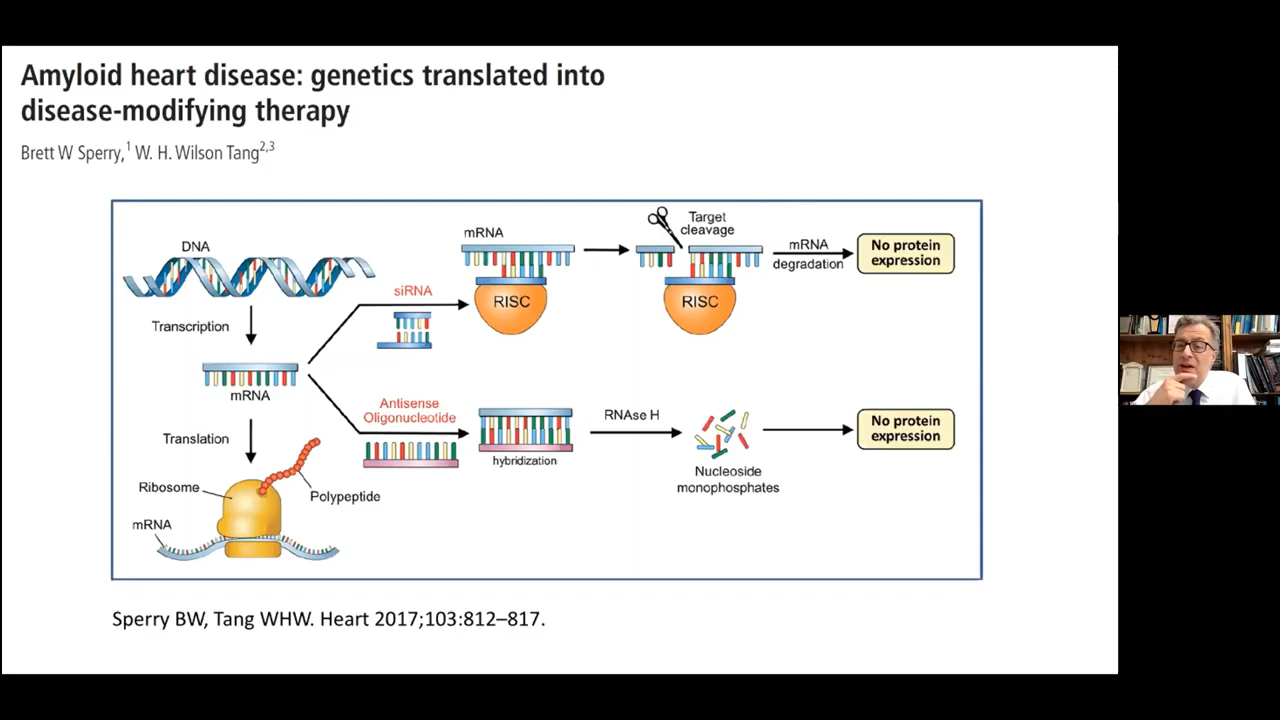 Amyloid heart disease: genetics translated into
disease-modifying therapy
Brett W Sperry,1 W. H. Wilson Tang2,3
DNA
Transcription
mRNA
Translation
Ribosome
Polypeptide
mRNA
siRNA
mRNA
RISC
Target
cleavage
RISC
mRNA
degradation
No protein
expression
Antisense
Oligonucleotide
hybridization
RNAse H
Nucleoside
monophosphates
No protein
expression
Sperry BW, Tang WHW. Heart 2017;103:812–817.